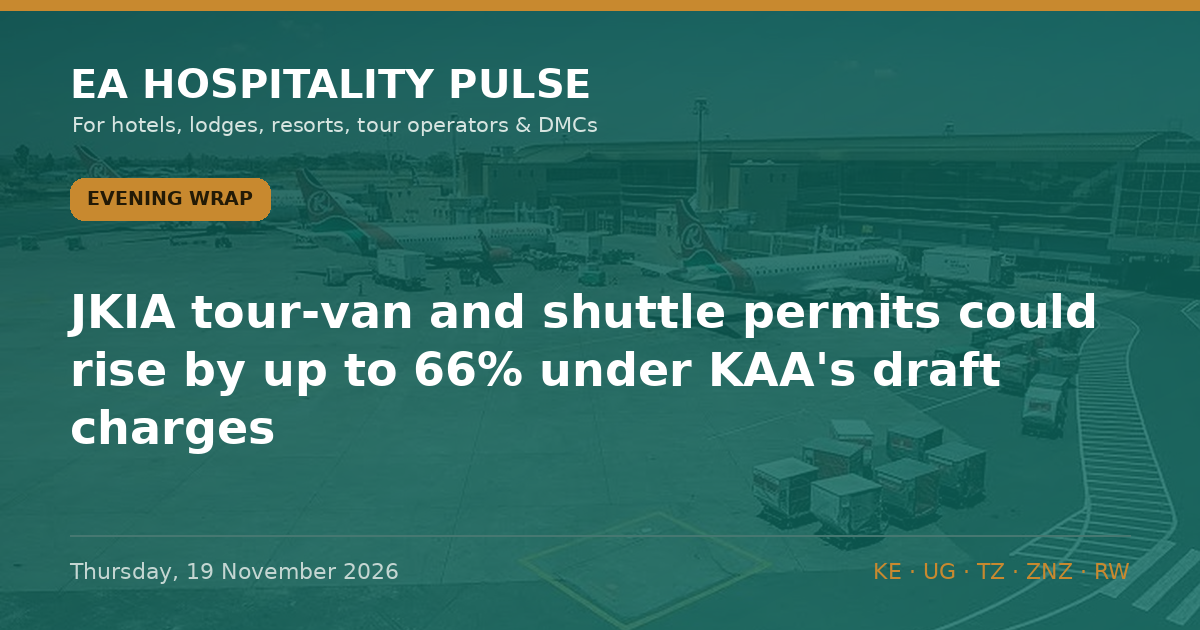 EA HOSPITALITY PULSE
For hotels, lodges, resorts, tour operators & DMCs
EVENING WRAP
JKIA tour-van and shuttle permits could
rise by up to 66% under KAA's draft
charges
Thursday, 19 November 2026
KE · UG · TZ · ZNZ · RW